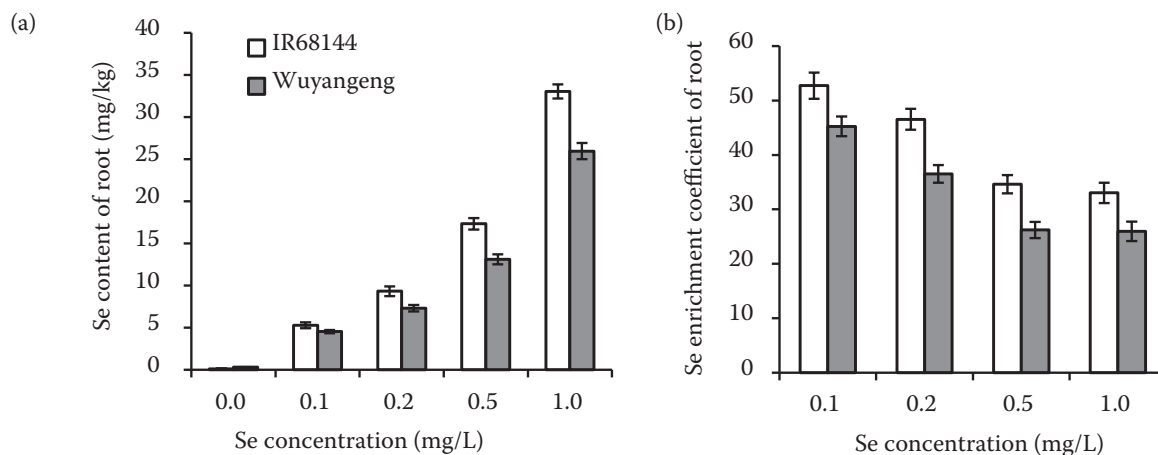 (a)
Se content of root (mg/kg)
40
35
30
25
20
15
10
5
0
IR68144
Wuyangeng
0.0 0.1 0.2 0.5 1.0
Se concentration (mg/L)
(b)
Se enrichment coefficient of root
60
50
40
30
20
10
0
0.1 0.2 0.5 1.0
Se concentration (mg/L)